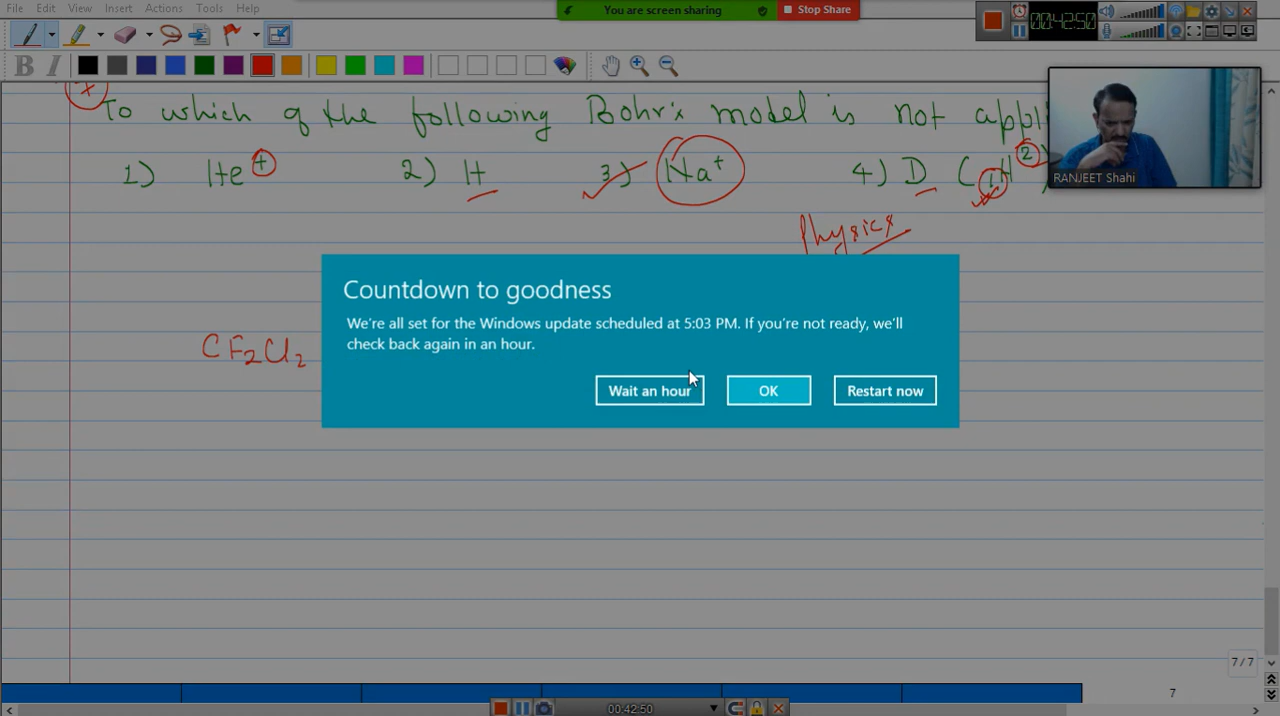 File Edit View Insert Actions Tools Help
You are screen sharing Stop Share
00:42:50
B I
To which of the following Bohr's model is not appl
RANJEET Shahi
1) He+ 2) H 3) Na+ 4) D (1H2)
Physics
Countdown to goodness
We're all set for the Windows update scheduled at 5:03 PM. If you're not ready, we'll
check back again in an hour.
CF2Cl2
Wait an hour OK Restart now
7/7
7
00:42:50